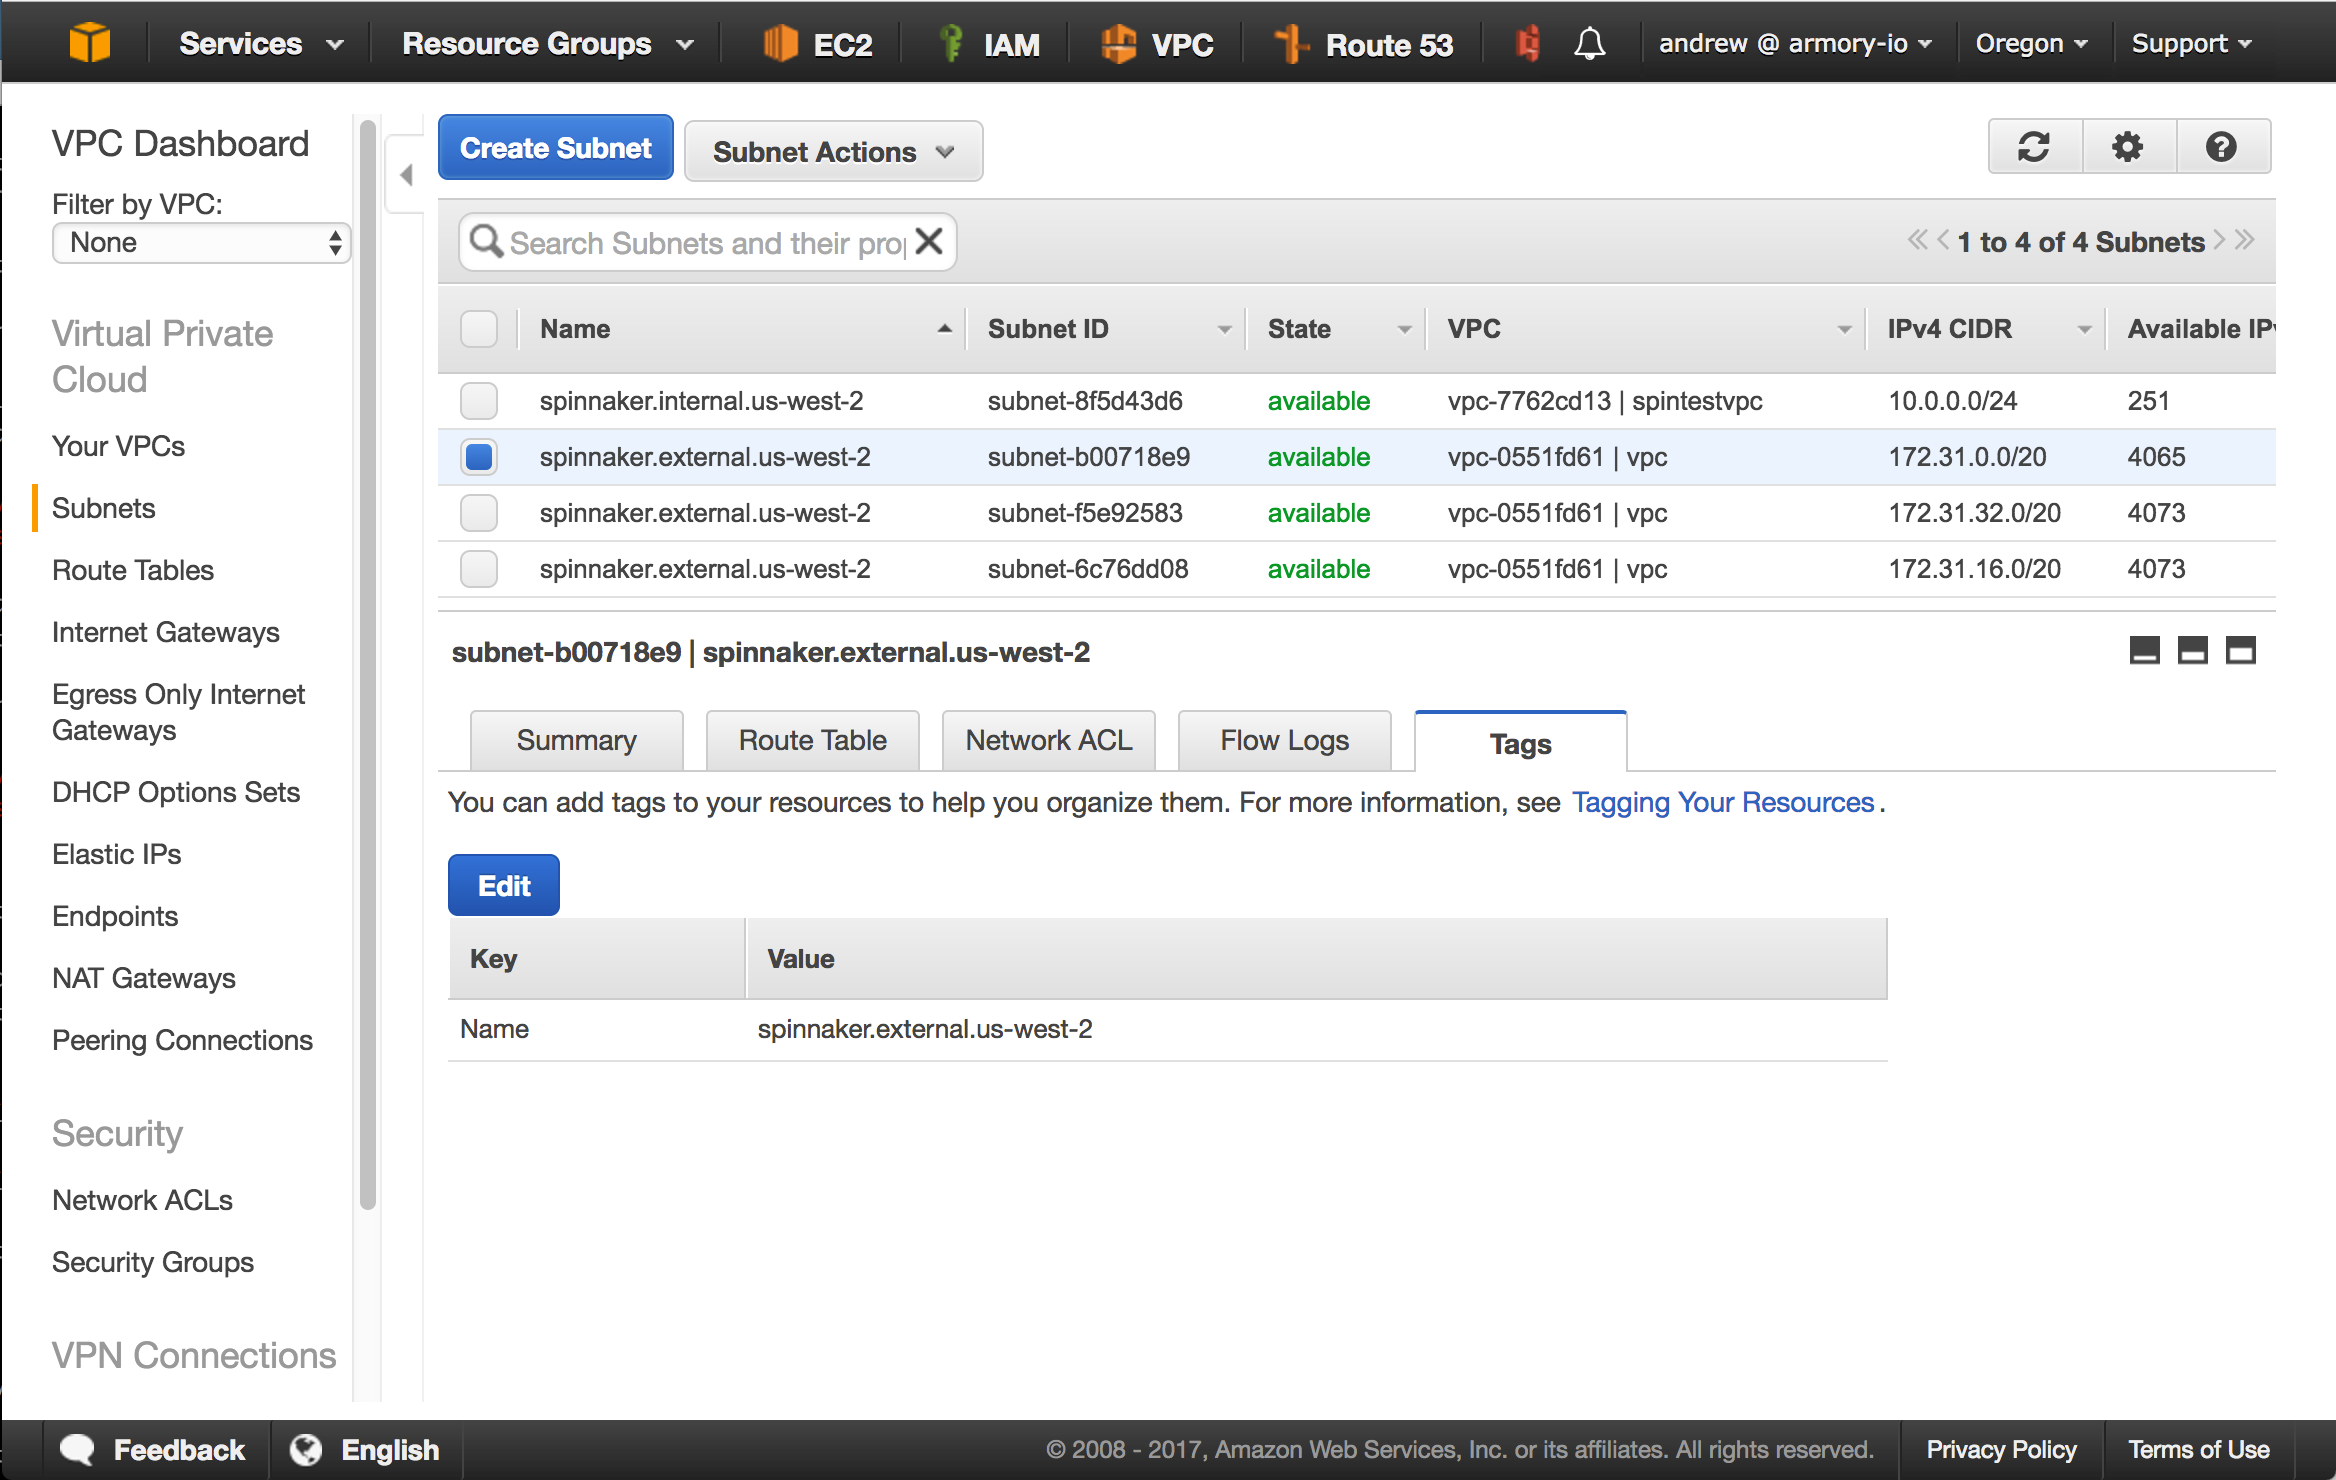 Services Resource Groups EC2 IAM VPC Route 53 andrew @ armory-io Oregon Support
VPC Dashboard
Filter by VPC:
None
Virtual Private
Cloud
Your VPCs
Subnets
Route Tables
Internet Gateways
Egress Only Internet
Gateways
DHCP Options Sets
Elastic IPs
Endpoints
NAT Gateways
Peering Connections
Security
Network ACLs
Security Groups
VPN Connections
Create Subnet Subnet Actions
Search Subnets and their pro 1 to 4 of 4 Subnets
Name Subnet ID State VPC IPv4 CIDR Available IP
spinnaker.internal.us-west-2 subnet-8f5d43d6 available vpc-7762cd13 | spintestvpc 10.0.0.0/24 251
spinnaker.external.us-west-2 subnet-b00718e9 available vpc-0551fd61 | vpc 172.31.0.0/20 4065
spinnaker.external.us-west-2 subnet-f5e92583 available vpc-0551fd61 | vpc 172.31.32.0/20 4073
spinnaker.external.us-west-2 subnet-6c76dd08 available vpc-0551fd61 | vpc 172.31.16.0/20 4073
subnet-b00718e9 | spinnaker.external.us-west-2
Summary Route Table Network ACL Flow Logs Tags
You can add tags to your resources to help you organize them. For more information, see Tagging Your Resources.
Edit
Key Value
Name spinnaker.external.us-west-2
Feedback English © 2008 - 2017, Amazon Web Services, Inc. or its affiliates. All rights reserved. Privacy Policy Terms of Use